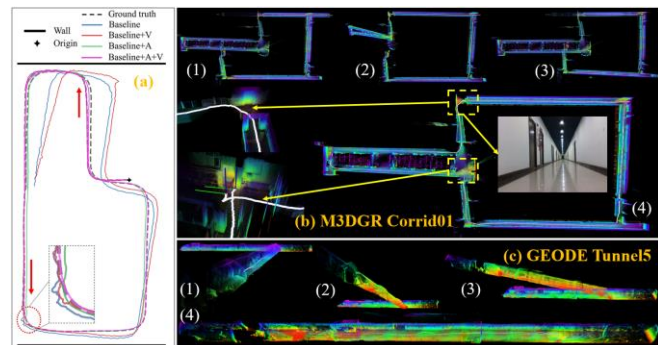 Wall
Origin
Ground truth
Baseline
Baseline+V
Baseline+A
Baseline+A+V
(a)
(1)
(2)
(3)
(4)
(b) M3DGR Corrid01
(c) GEODE Tunnel5
(1)
(2)
(3)
(4)